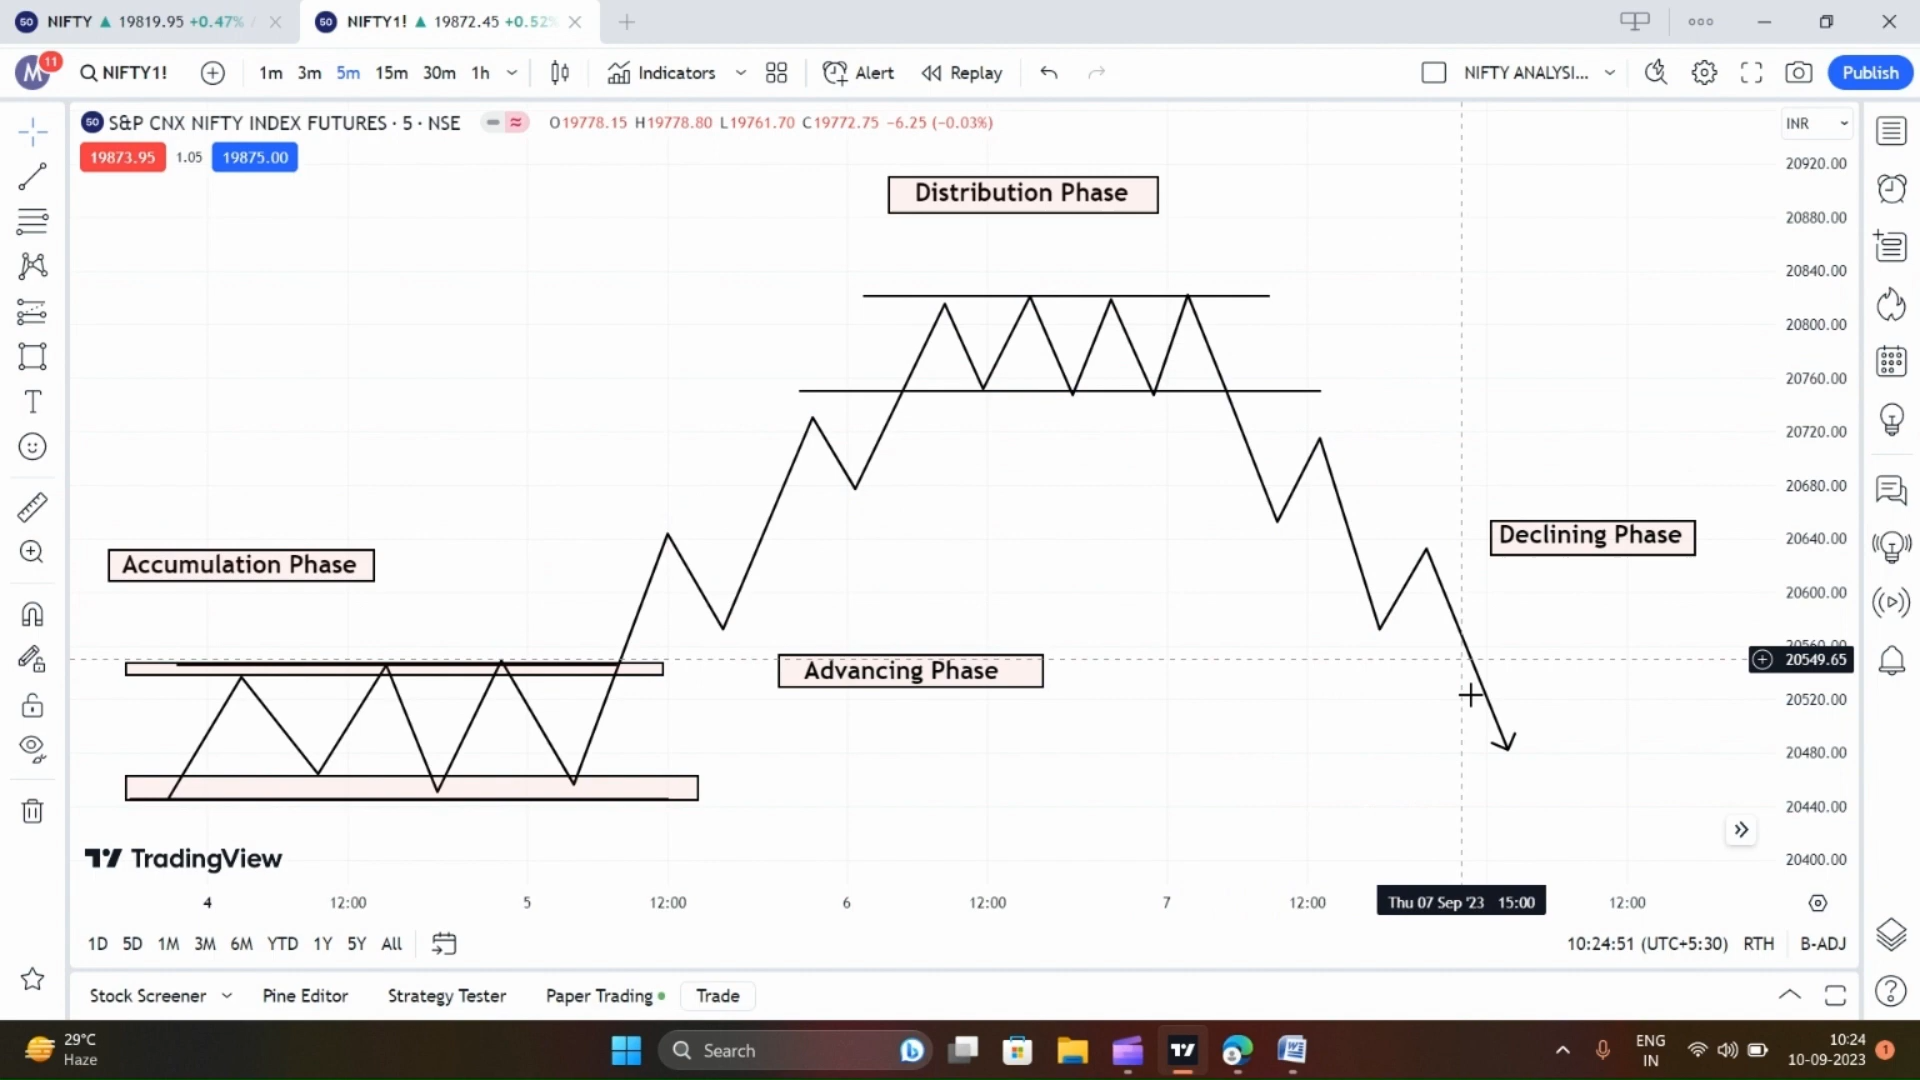 NIFTY ▲ 19819.95 +0.47% /
NIFTY1! ▲ 19872.45 +0.52%
M 11 NIFTY1! 1m 3m 5m 15m 30m 1h Indicators Alert Replay NIFTY ANALYSI... Publish
50 S&P CNX NIFTY INDEX FUTURES · 5 · NSE O19778.15 H19778.80 L19761.70 C19772.75 −6.25 (−0.03%)
INR
19873.95 1.05 19875.00
20920.00
Distribution Phase
20880.00
20840.00
20800.00
20760.00
20720.00
20680.00
Declining Phase
20640.00
Accumulation Phase
20600.00
20560.00
20549.65
Advancing Phase
20520.00
20480.00
20440.00
TradingView
20400.00
4 12:00 5 12:00 6 12:00 7 12:00 Thu 07 Sep '23 15:00 12:00
1D 5D 1M 3M 6M YTD 1Y 5Y All 10:24:51 (UTC+5:30) RTH B-ADJ
Stock Screener Pine Editor Strategy Tester Paper Trading Trade
29°C
Haze
Search
ENG
IN
10:24
10-09-2023
1